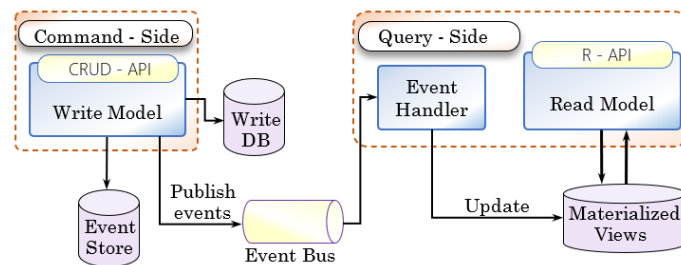 Command - Side
CRUD - API
Write Model
Write
DB
Event
Store
Publish
events
Event Bus
Query - Side
Event
Handler
R - API
Read Model
Update
Materialized
Views